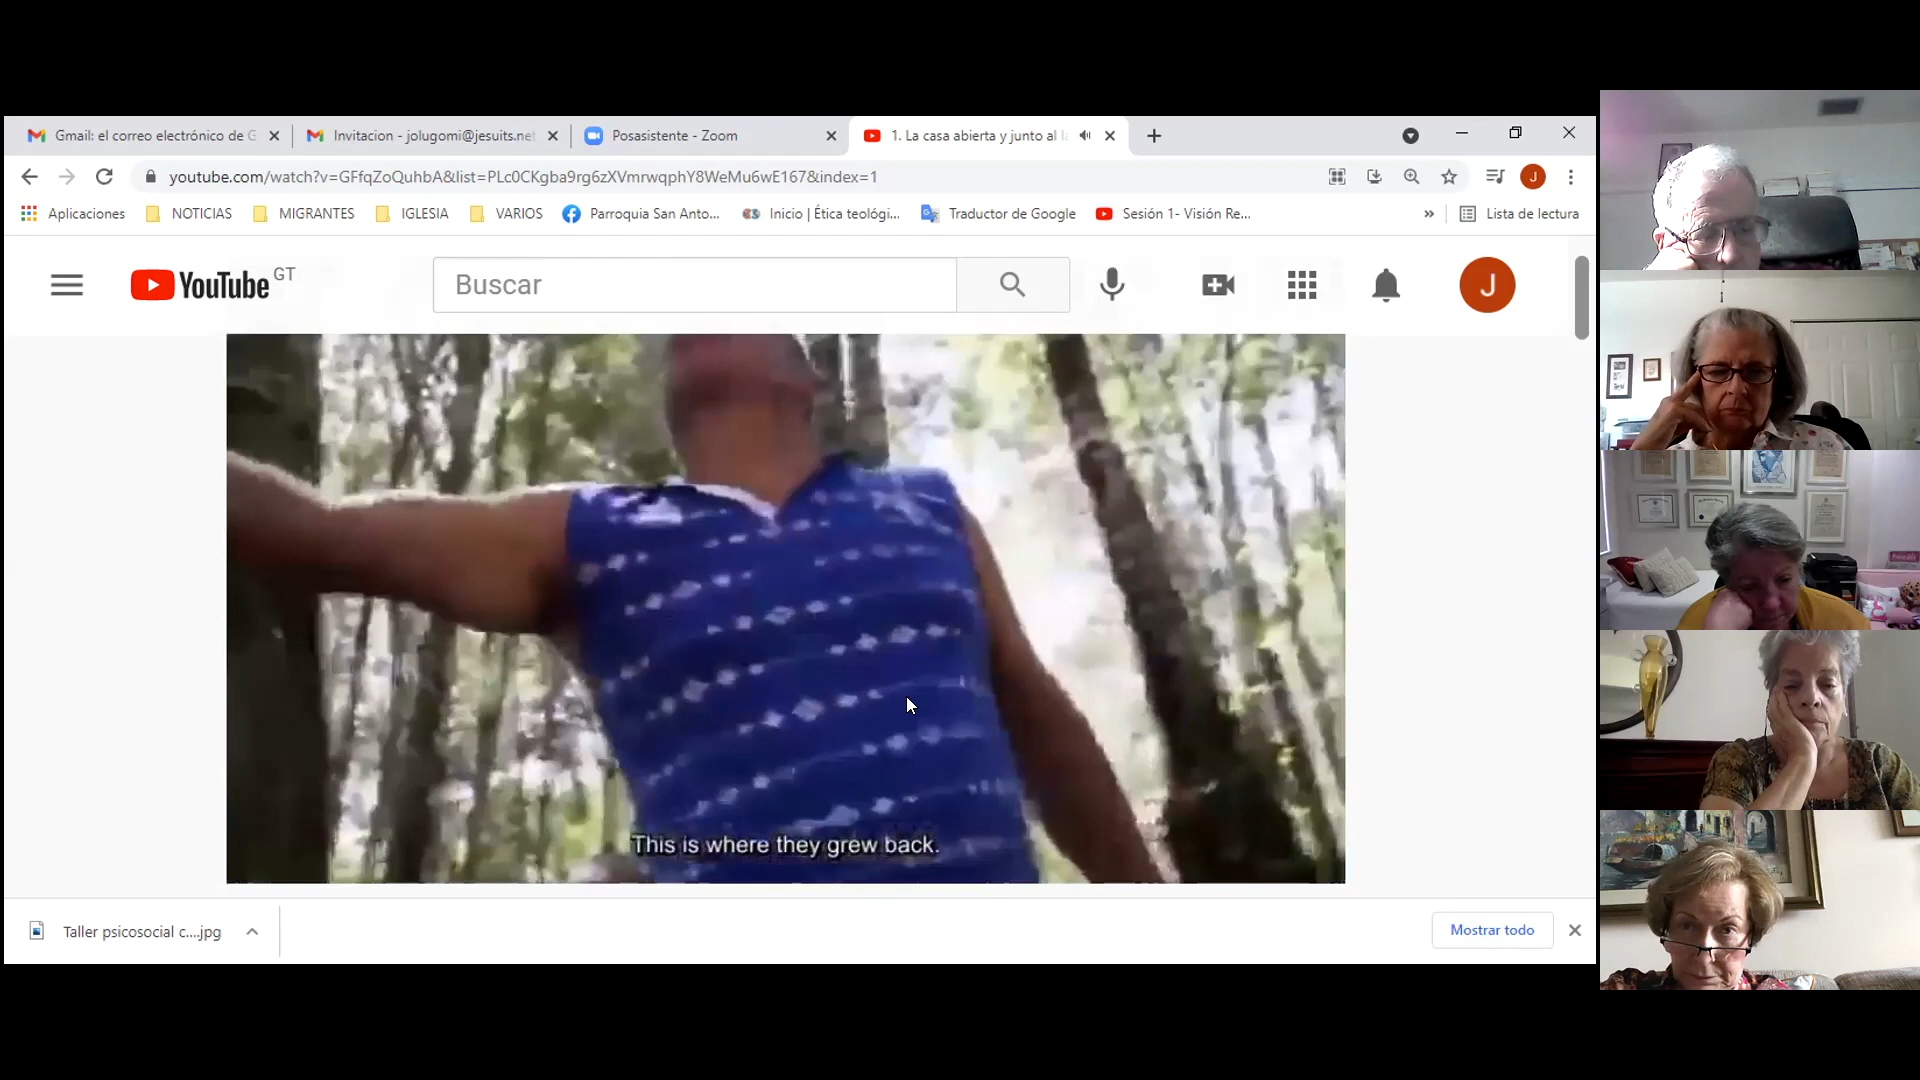 Gmail: el correo electrónico de G
Invitacion - jolugomi@jesuits.net
Posasistente - Zoom
1. La casa abierta y junto al la
youtube.com/watch?v=GFfqZoQuhbA&list=PLc0CKgba9rg6zXVmrwqphY8WeMu6wE167&index=1
J
Aplicaciones
NOTICIAS
MIGRANTES
IGLESIA
VARIOS
Parroquia San Anto...
Inicio | Ética teológi...
Traductor de Google
Sesión 1- Visión Re...
»
Lista de lectura
YouTube GT
Buscar
J
This is where they grew back.
Taller psicosocial c....jpg
Mostrar todo